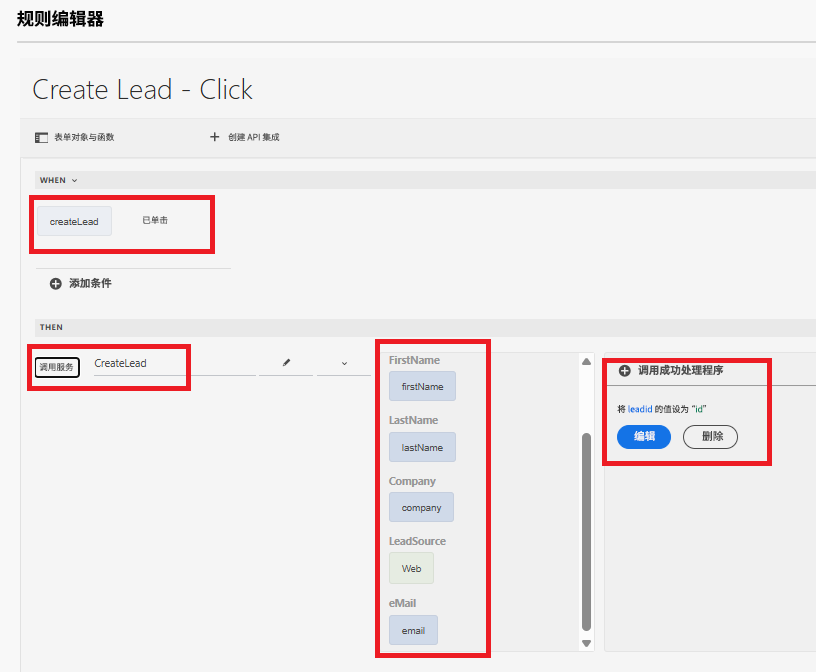 规则编辑器
Create Lead - Click
表单对象与函数
创建 API 集成
WHEN
createLead
已单击
添加条件
THEN
调用服务
CreateLead
FirstName
firstName
LastName
lastName
Company
company
LeadSource
Web
eMail
email
调用成功处理程序
将 leadid 的值设为 “id”
编辑
删除